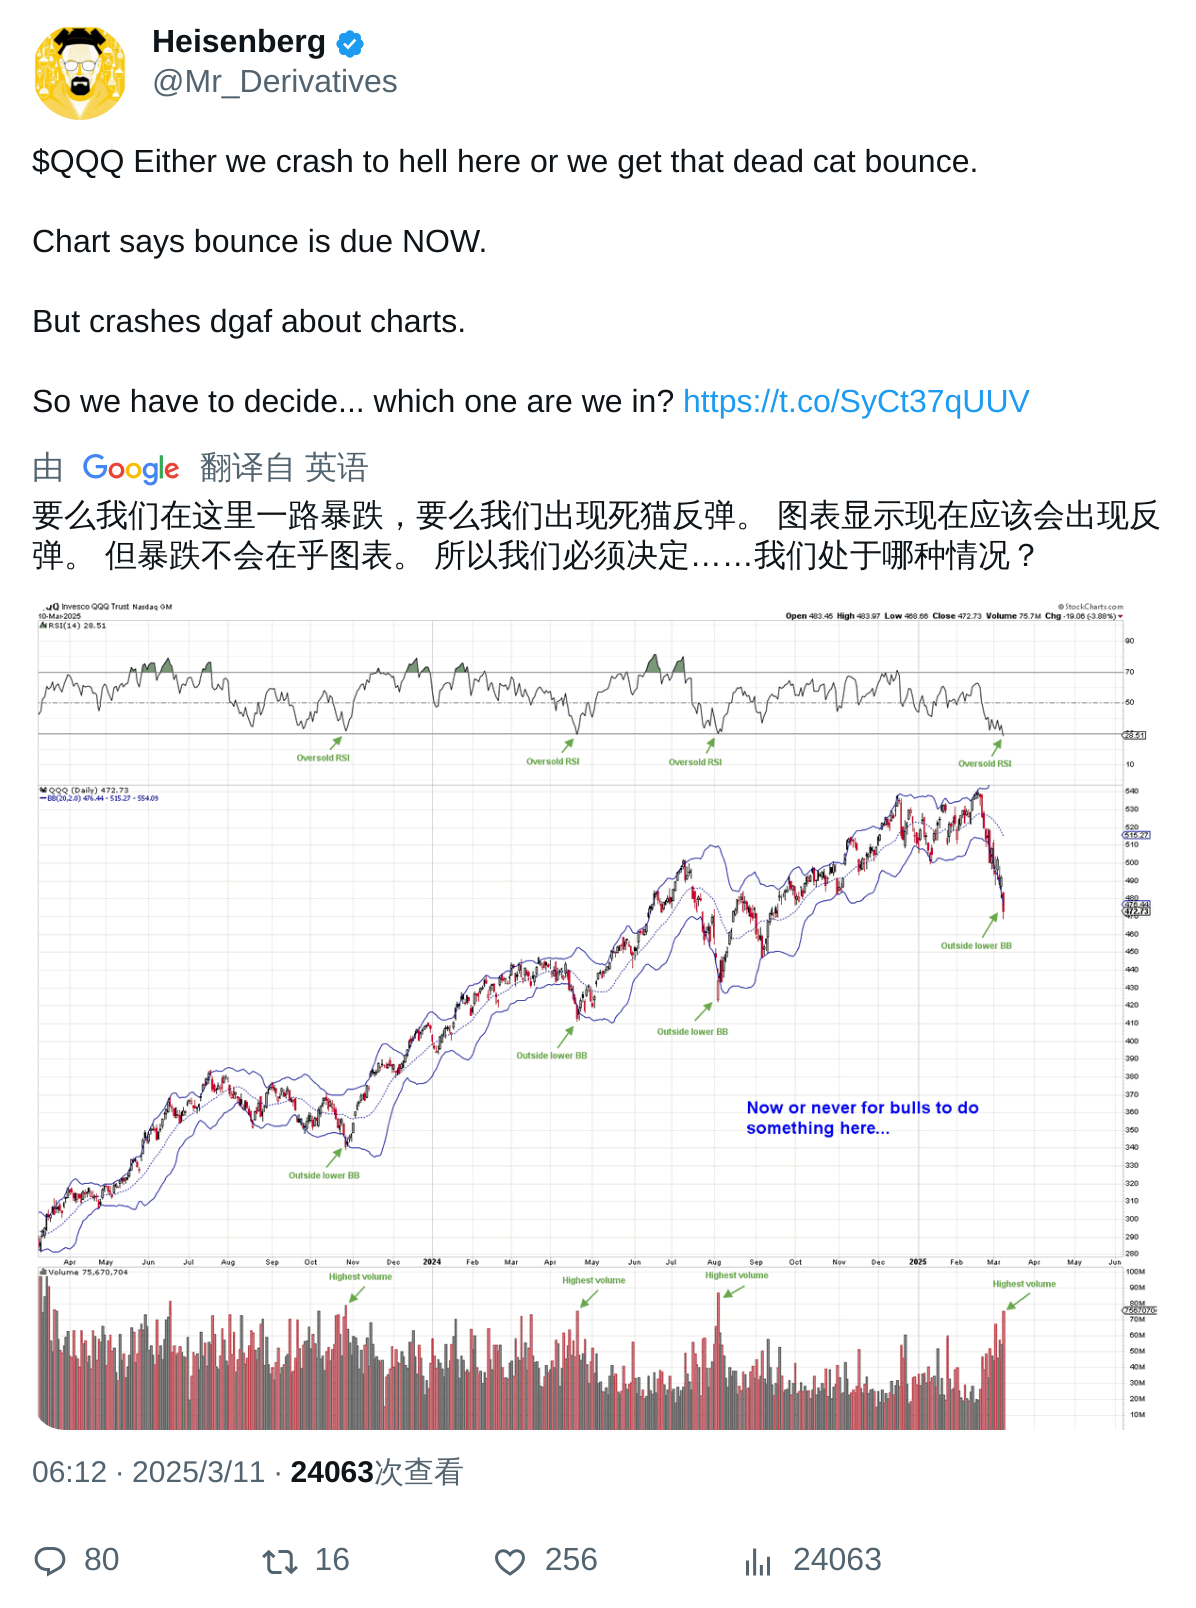 Heisenberg
@Mr_Derivatives
$QQQ Either we crash to hell here or we get that dead cat bounce.
Chart says bounce is due NOW.
But crashes dgaf about charts.
So we have to decide... which one are we in? https://t.co/SyCt37qUUV
由 Google 翻译自 英语
要么我们在这里一路暴跌，要么我们出现死猫反弹。 图表显示现在应该会出现反
弹。 但暴跌不会在乎图表。 所以我们必须决定……我们处于哪种情况？
Invesco QQQ Trust Nasdaq GM
© StockCharts.com
10-Mar-2025
Open 483.45 High 483.97 Low 468.66 Close 472.73 Volume 75.7M Chg -19.06 (-3.88%)
RSI(14) 28.51
90
70
50
28.51
10
Oversold RSI
Oversold RSI
Oversold RSI
Oversold RSI
QQQ (Daily) 472.73
BB(20,2.0) 476.44 - 515.27 - 554.09
540
530
520
515.27
510
500
490
480
476.44
472.73
460
450
440
430
420
410
400
390
380
370
360
350
340
330
320
310
300
290
280
Outside lower BB
Outside lower BB
Outside lower BB
Outside lower BB
Now or never for bulls to do
something here...
Apr May Jun Jul Aug Sep Oct Nov Dec 2024 Feb Mar Apr May Jun Jul Aug Sep Oct Nov Dec 2025 Feb Mar Apr May Jun
Volume 75,670,704
Highest volume
Highest volume
Highest volume
Highest volume
100M
90M
80M
70M
60M
50M
40M
30M
20M
10M
06:12 · 2025/3/11 · 24063次查看
80 16 256 24063